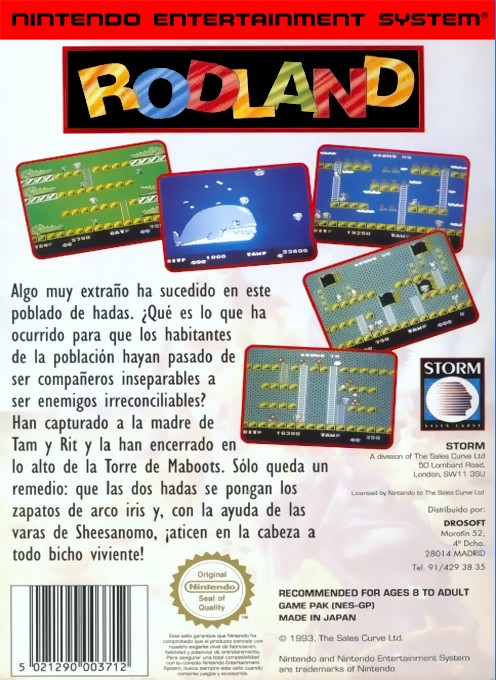 NINTENDO ENTERTAINMENT SYSTEM®
RODLAND
Algo muy extraño ha sucedido en este
poblado de hadas. ¿Qué es lo que ha
ocurrido para que los habitantes
de la población hayan pasado de
ser compañeros inseparables a
ser enemigos irreconciliables?
Han capturado a la madre de
Tam y Rit y la han encerrado en
lo alto de la Torre de Maboots. Sólo queda un
remedio: que las dos hadas se pongan los
zapatos de arco iris y, con la ayuda de las
varas de Sheesanomo, ¡aticen en la cabeza a
todo bicho viviente!
STORM
SALES CURVE
STORM
A division of The Sales Curve Ltd
50 Lombard Road,
London, SW11 3SU
Licensed by Nintendo to The Sales Curve Ltd.
Distribuido por:
DROSOFT
Moratín 52,
4º Dcha.
28014 MADRID
Tel. 91/429 38 35
Original
Nintendo
Seal of
Quality
TM
Este sello garantiza que Nintendo ha
comprobado que el producto coincide con
nuestro exigente nivel de fabricación,
fiabilidad y potencial de entretenimiento.
Para asegurar una total compatibilidad
con tu consola Nintendo Entertainment
System, busca siempre este sello cuando
compres juegos y accesorios.
RECOMMENDED FOR AGES 8 TO ADULT
GAME PAK (NES-GP)
MADE IN JAPAN
© 1993, The Sales Curve Ltd.
Nintendo and Nintendo Entertainment System
are trademarks of Nintendo.
5 021290 003712